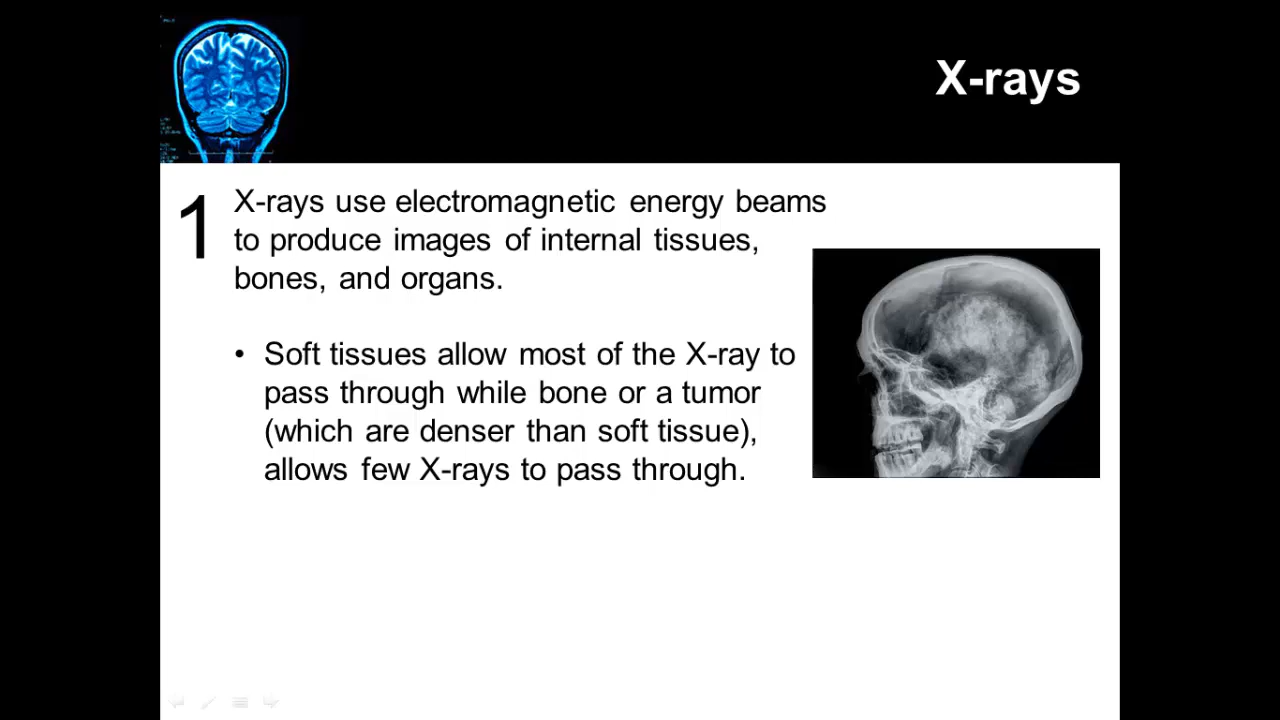 X-rays
1
X-rays use electromagnetic energy beams
to produce images of internal tissues,
bones, and organs.
• Soft tissues allow most of the X-ray to
pass through while bone or a tumor
(which are denser than soft tissue),
allows few X-rays to pass through.